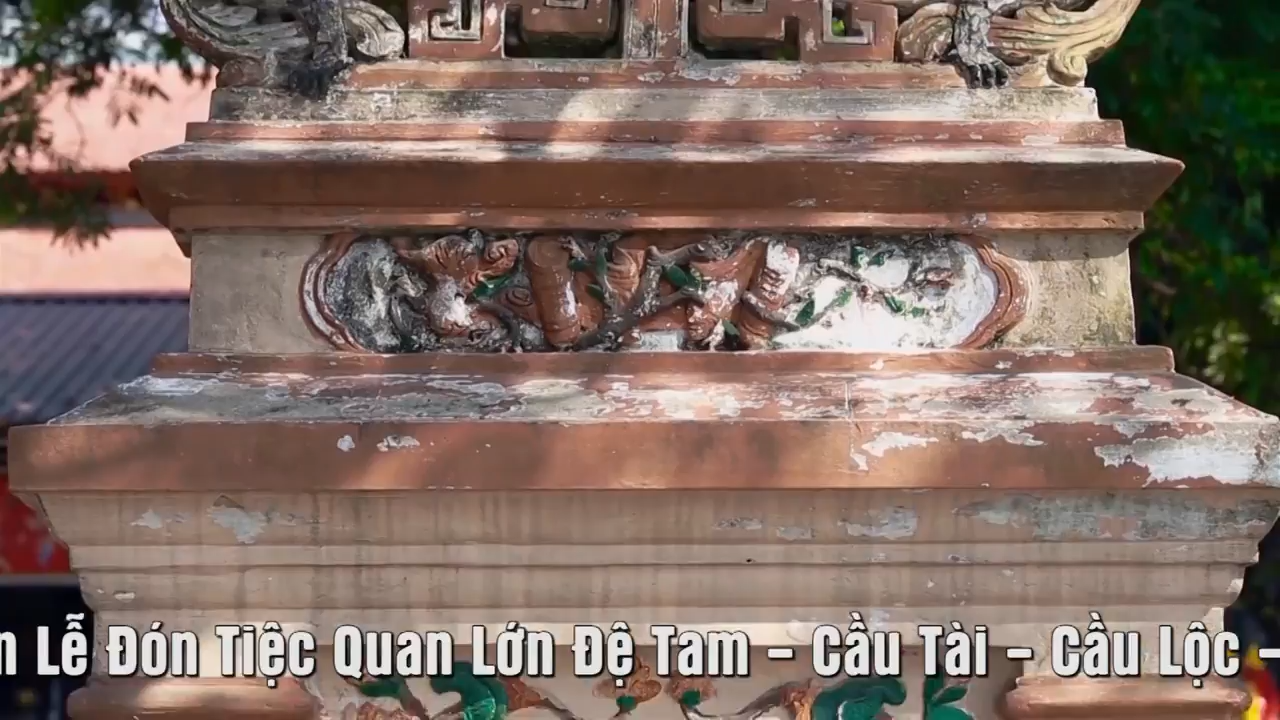 Lễ Đón Tiệc Quan Lớn Đệ Tam - Cầu Tài - Cầu Lộc -